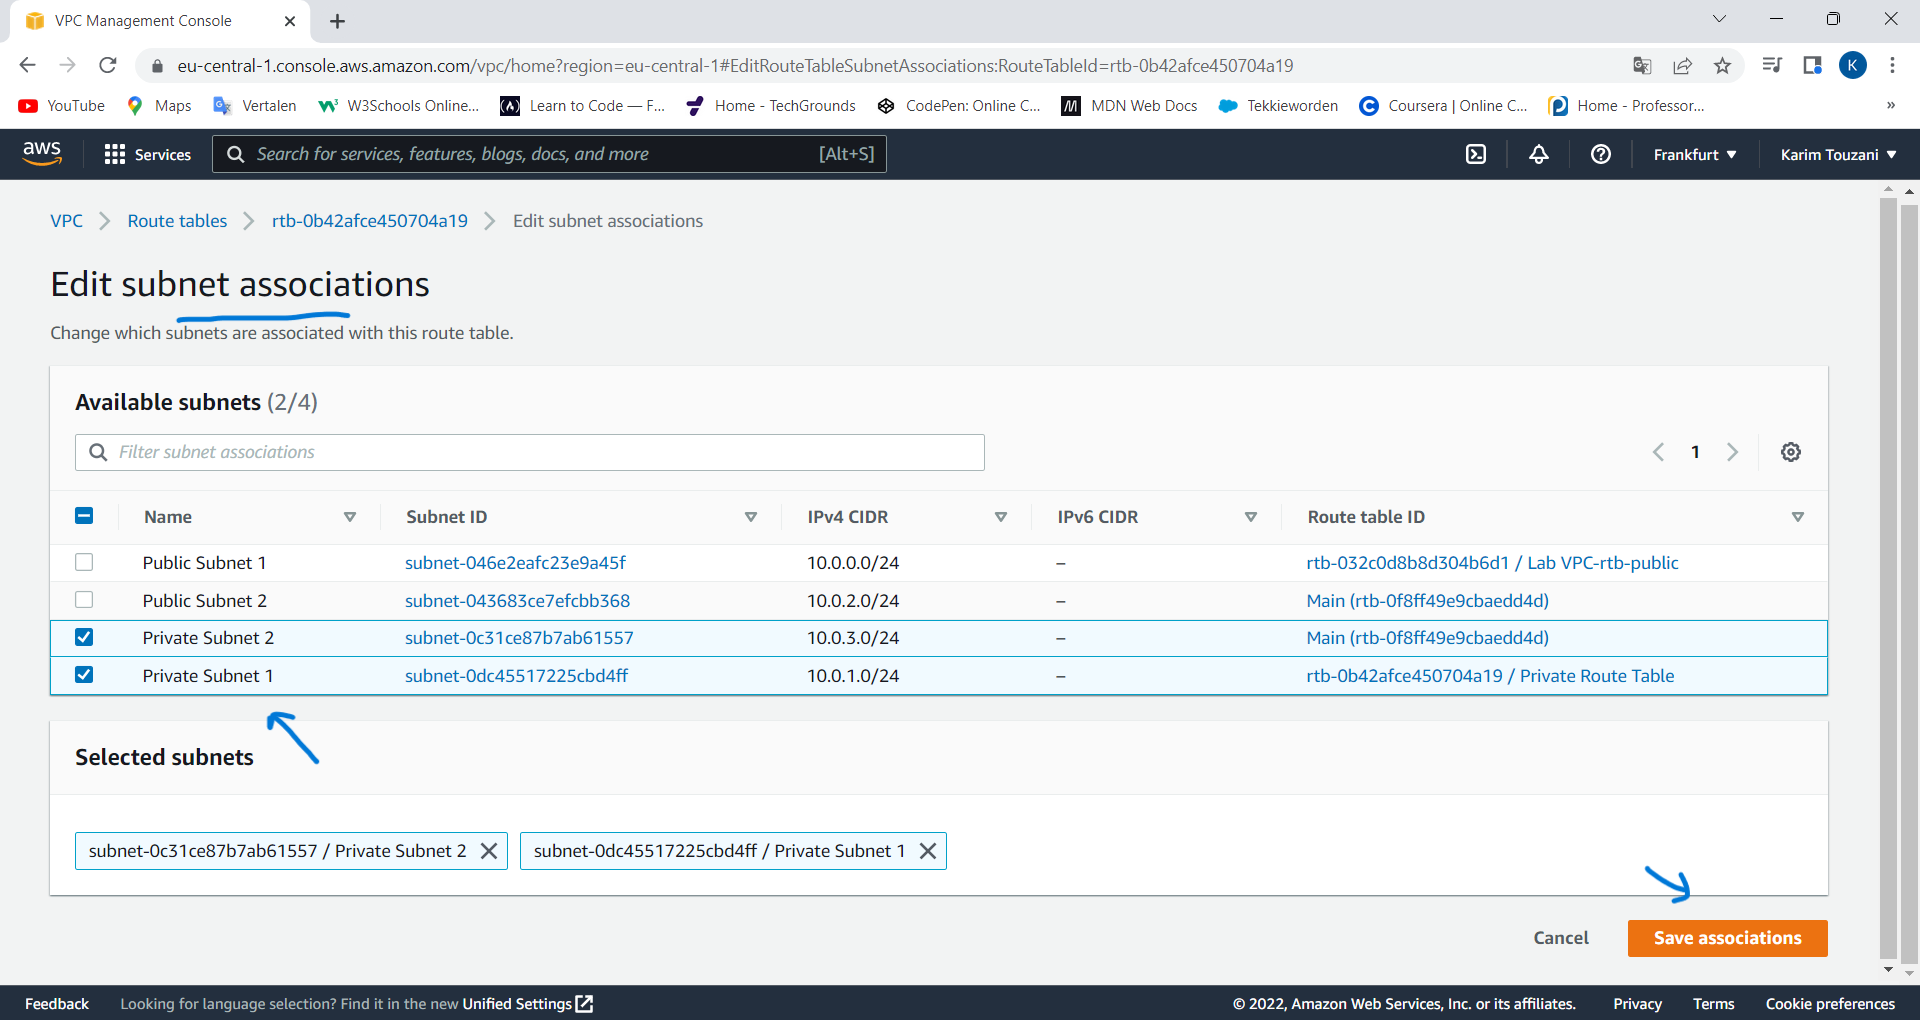 VPC Management Console
eu-central-1.console.aws.amazon.com/vpc/home?region=eu-central-1#EditRouteTableSubnetAssociations:RouteTableId=rtb-0b42afce450704a19
K
YouTube Maps Vertalen W3Schools Online... Learn to Code — F... Home - TechGrounds CodePen: Online C... MDN Web Docs Tekkieworden Coursera | Online C... Home - Professor... »
aws Services Search for services, features, blogs, docs, and more [Alt+S] Frankfurt Karim Touzani
VPC Route tables rtb-0b42afce450704a19 Edit subnet associations
Edit subnet associations
Change which subnets are associated with this route table.
Available subnets (2/4)
Filter subnet associations 1
Name Subnet ID IPv4 CIDR IPv6 CIDR Route table ID
Public Subnet 1 subnet-046e2eafc23e9a45f 10.0.0.0/24 – rtb-032c0d8b8d304b6d1 / Lab VPC-rtb-public
Public Subnet 2 subnet-043683ce7efcbb368 10.0.2.0/24 – Main (rtb-0f8ff49e9cbaedd4d)
Private Subnet 2 subnet-0c31ce87b7ab61557 10.0.3.0/24 – Main (rtb-0f8ff49e9cbaedd4d)
Private Subnet 1 subnet-0dc45517225cbd4ff 10.0.1.0/24 – rtb-0b42afce450704a19 / Private Route Table
Selected subnets
subnet-0c31ce87b7ab61557 / Private Subnet 2 subnet-0dc45517225cbd4ff / Private Subnet 1
Cancel Save associations
Feedback Looking for language selection? Find it in the new Unified Settings © 2022, Amazon Web Services, Inc. or its affiliates. Privacy Terms Cookie preferences